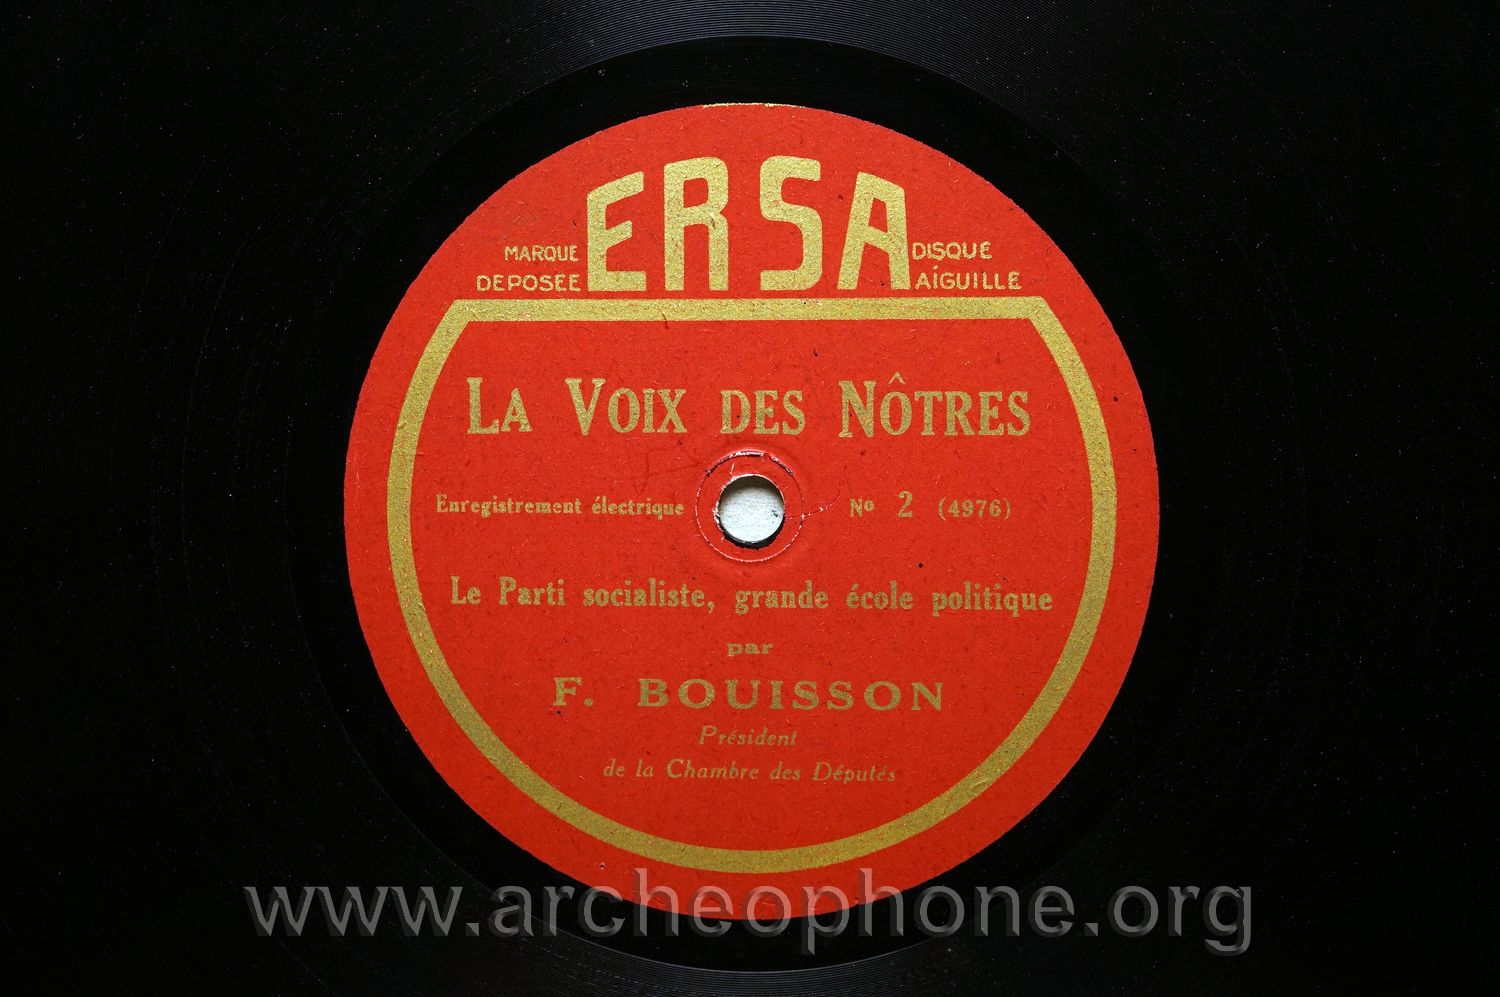 ERSA
MARQUE DEPOSEE
DISQUE AIGUILLE
LA VOIX DES NÔTRES
Enregistrement électrique Nº 2 (4976)
Le Parti socialiste, grande école politique
par
F. BOUISSON
Président
de la Chambre des Députés
www.archeophone.org